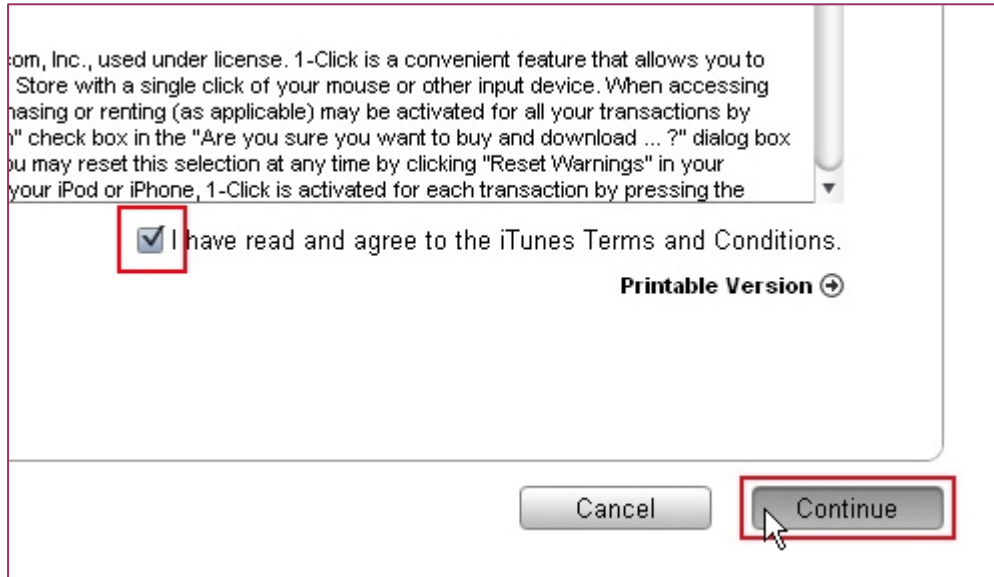 com, Inc., used under license. 1-Click is a convenient feature that allows you to
Store with a single click of your mouse or other input device. When accessing
hasing or renting (as applicable) may be activated for all your transactions by
" check box in the "Are you sure you want to buy and download ... ?" dialog box
ou may reset this selection at any time by clicking "Reset Warnings" in your
your iPod or iPhone, 1-Click is activated for each transaction by pressing the
I have read and agree to the iTunes Terms and Conditions.
Printable Version
Cancel
Continue